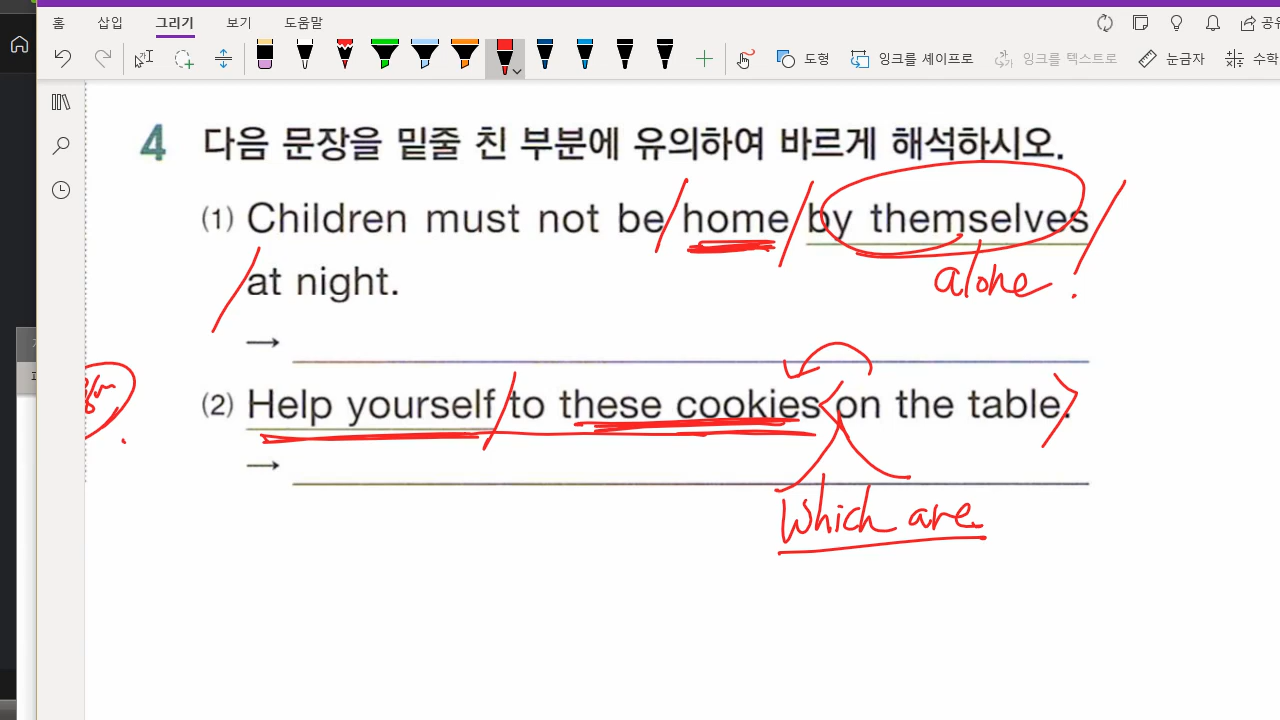 홈 삽입 그리기 보기 도움말
도형 잉크를 셰이프로 잉크를 텍스트로 눈금자
4 다음 문장을 밑줄 친 부분에 유의하여 바르게 해석하시오.
(1) Children must not be home by themselves
at night. alone
→
(2) Help yourself to these cookies on the table.
→
which are